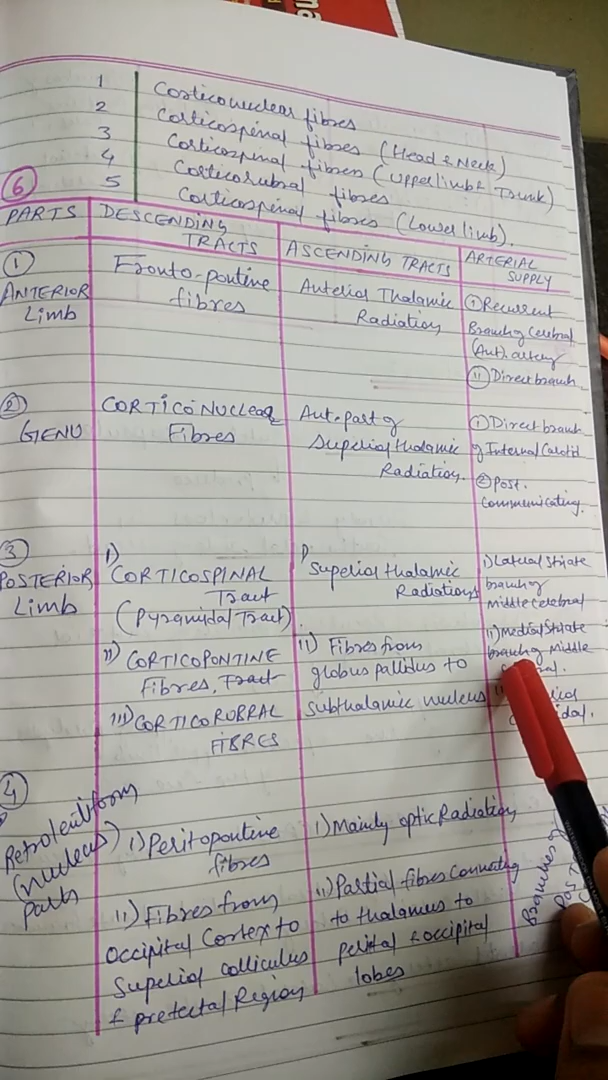 1 Corticonuclear fibres
2 Corticospinal fibres (Head & Neck)
3 Corticospinal fibres (Upperlimb & Trunk)
4 Corticorubral fibres
5 Corticospinal fibres (Lower limb).
6
PARTS
DESCENDING
TRACTS
ASCENDING TRACTS
ARTERIAL
SUPPLY
1
ANTERIOR
Limb
Fronto-pontine
fibres
Anterior Thalamic
Radiation
i) Recurrent
Branch of Cerebral
(Ant). artery
ii) Direct branch
2
GENU
CORTICONUCLEAR
Fibres
Ant. part of
Superior thalamic
Radiation.
1 Direct branch
of Internal Carotid
2 Post.
Communicating.
3
POSTERIOR
Limb
i)
CORTICOSPINAL
Tract
(Pyramidal Tract)
ii) CORTICOPONTINE
Fibres, Tract
iii) CORTICORUBRAL
FIBRES
i)
Superior thalamic
Radiations
ii) Fibres from
globus pallidus to
subthalamic nucleus
i) Lateral Striate
branch of
middle cerebral
ii) Medial Striate
branch of Middle
4
Retrolentiform
(nucleus)
Parts
i) Peritopontine
fibres
ii) Fibres from
Occipital Cortex to
Superior colliculus
& pretectal Region
i) Mainly optic Radiation
ii) Partial fibres Connecting
to thalamus to
perital & occipital
lobes
Branches of